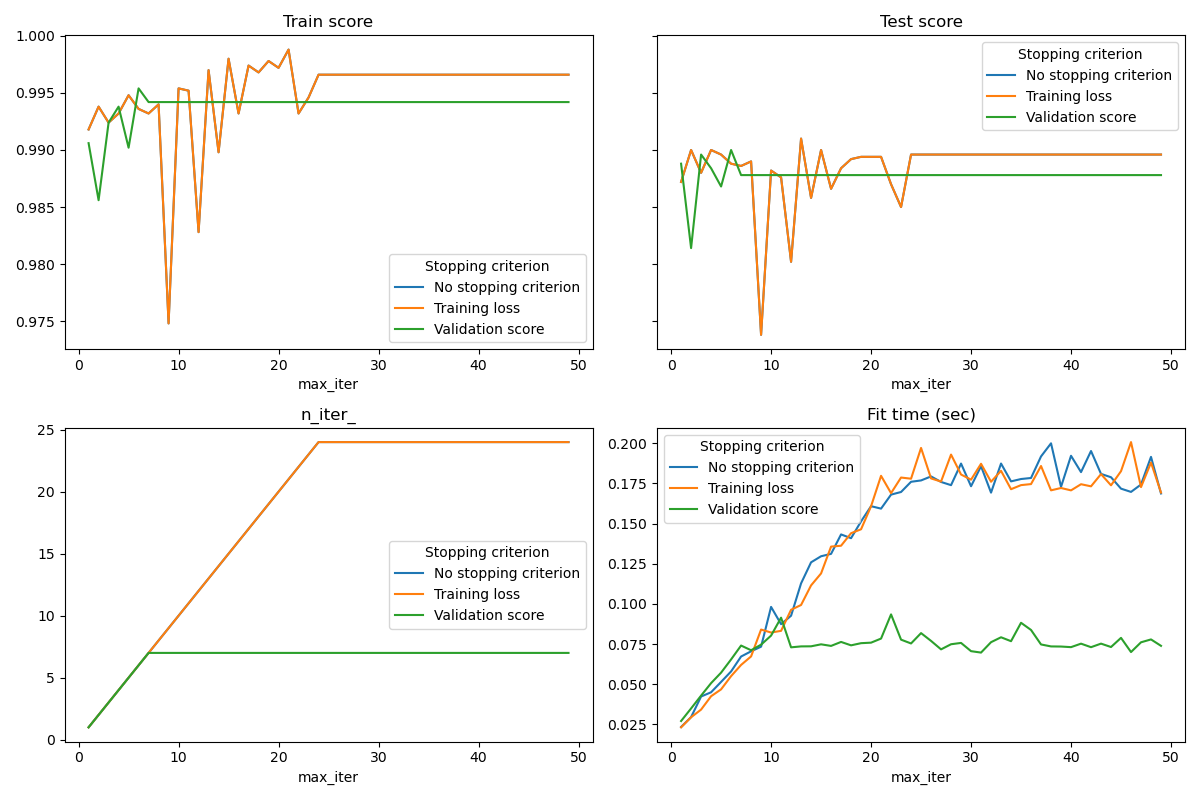 Train score
1.000
0.995
0.990
0.985
0.980
0.975
Stopping criterion
No stopping criterion
Training loss
Validation score
0 10 20 30 40 50
max_iter
Test score
Stopping criterion
No stopping criterion
Training loss
Validation score
0 10 20 30 40 50
max_iter
n_iter_
25
20
15
10
5
0
Stopping criterion
No stopping criterion
Training loss
Validation score
0 10 20 30 40 50
max_iter
Fit time (sec)
0.200
0.175
0.150
0.125
0.100
0.075
0.050
0.025
Stopping criterion
No stopping criterion
Training loss
Validation score
0 10 20 30 40 50
max_iter